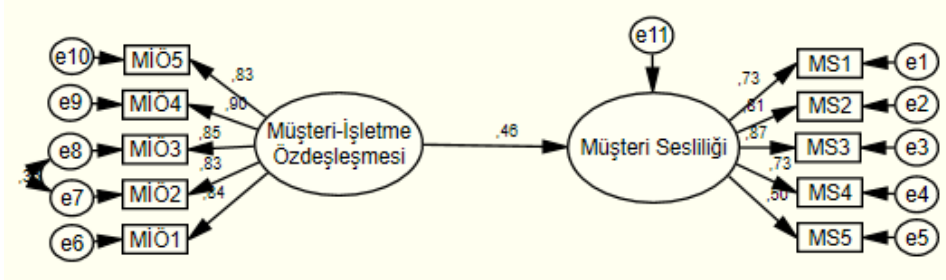 e11
e10
MİÖ5
,83
,73
MS1
e1
e9
MİÖ4
,90
,81
MS2
e2
e8
MİÖ3
,85
Müşteri-İşletme
Özdeşleşmesi
,46
Müşteri Sesliliği
,87
MS3
e3
e7
MİÖ2
,83
,73
MS4
e4
e6
MİÖ1
,50
MS5
e5